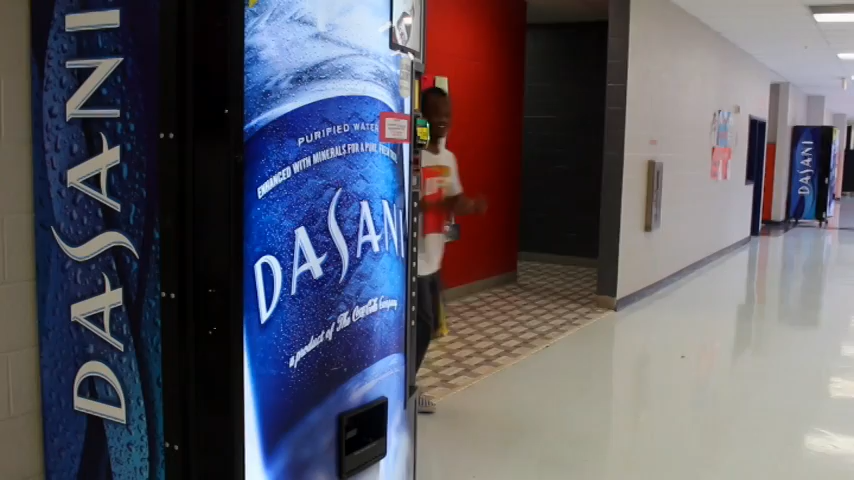 DASANI
PURIFIED WATER
ENHANCED WITH MINERALS FOR A PURE, FRESH TASTE
DASANI
a product of The Coca-Cola Company
DASANI